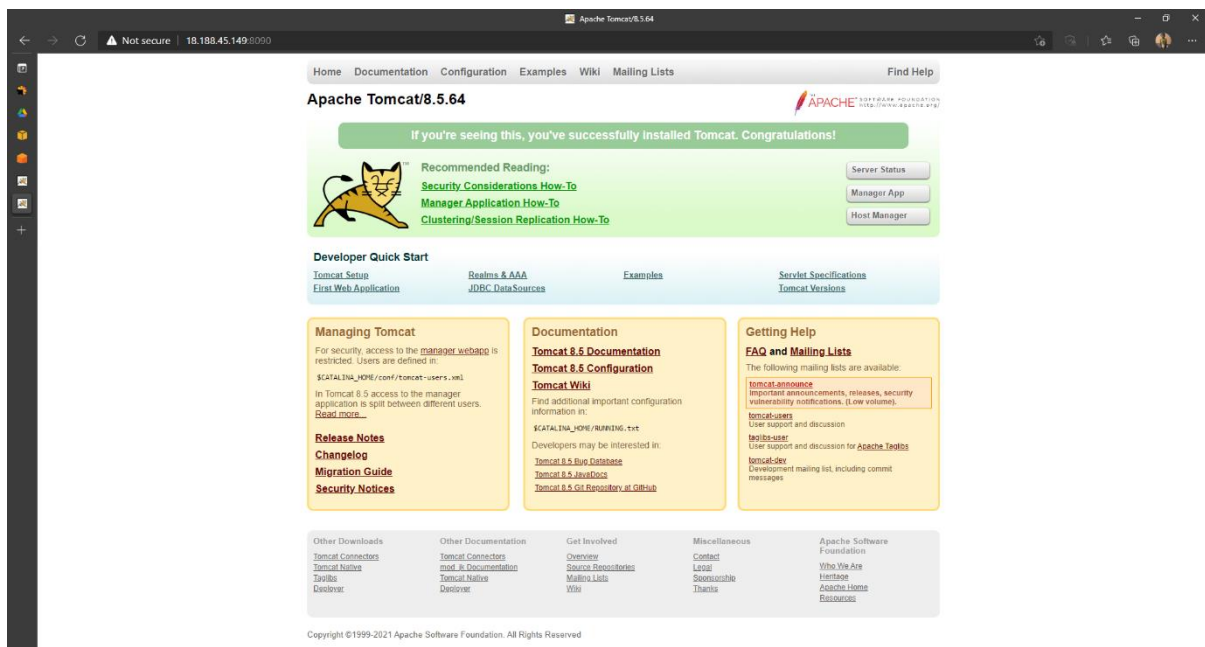 Apache Tomcat/8.5.64
Not secure | 18.188.45.149:8090
Home Documentation Configuration Examples Wiki Mailing Lists Find Help
Apache Tomcat/8.5.64
THE APACHE® SOFTWARE FOUNDATION
http://www.apache.org/
If you're seeing this, you've successfully installed Tomcat. Congratulations!
TM
Recommended Reading:
Security Considerations How-To
Manager Application How-To
Clustering/Session Replication How-To
Server Status
Manager App
Host Manager
Developer Quick Start
Tomcat Setup
First Web Application
Realms & AAA
JDBC DataSources
Examples
Servlet Specifications
Tomcat Versions
Managing Tomcat
For security, access to the manager webapp is
restricted. Users are defined in:
$CATALINA_HOME/conf/tomcat-users.xml
In Tomcat 8.5 access to the manager
application is split between different users.
Read more...
Release Notes
Changelog
Migration Guide
Security Notices
Documentation
Tomcat 8.5 Documentation
Tomcat 8.5 Configuration
Tomcat Wiki
Find additional important configuration
information in:
$CATALINA_HOME/RUNNING.txt
Developers may be interested in:
Tomcat 8.5 Bug Database
Tomcat 8.5 JavaDocs
Tomcat 8.5 Git Repository at GitHub
Getting Help
FAQ and Mailing Lists
The following mailing lists are available:
tomcat-announce
Important announcements, releases, security
vulnerability notifications. (Low volume).
tomcat-users
User support and discussion
taglibs-user
User support and discussion for Apache Taglibs
tomcat-dev
Development mailing list, including commit
messages
Other Downloads
Tomcat Connectors
Tomcat Native
Taglibs
Deployer
Other Documentation
Tomcat Connectors
mod_jk Documentation
Tomcat Native
Deployer
Get Involved
Overview
Source Repositories
Mailing Lists
Wiki
Miscellaneous
Contact
Legal
Sponsorship
Thanks
Apache Software
Foundation
Who We Are
Heritage
Apache Home
Resources
Copyright ©1999-2021 Apache Software Foundation. All Rights Reserved